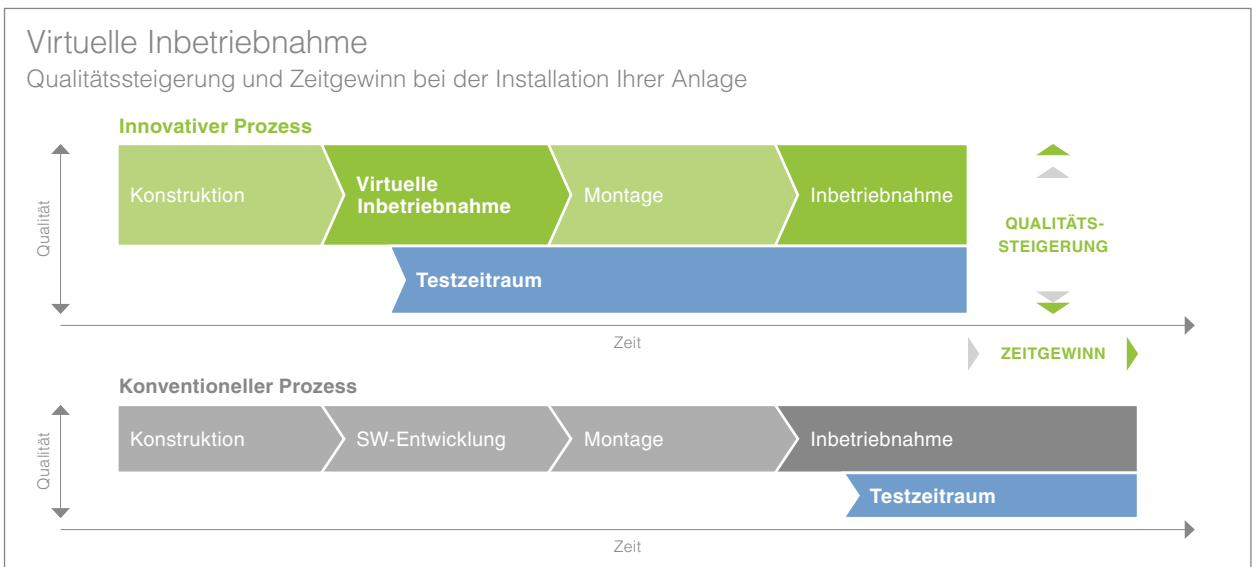 Virtuelle Inbetriebnahme
Qualitätssteigerung und Zeitgewinn bei der Installation Ihrer Anlage
Innovativer Prozess
Qualität
Konstruktion
Virtuelle
Inbetriebnahme
Montage
Inbetriebnahme
Testzeitraum
QUALITÄTS-
STEIGERUNG
Zeit
ZEITGEWINN
Konventioneller Prozess
Qualität
Konstruktion
SW-Entwicklung
Montage
Inbetriebnahme
Testzeitraum
Zeit